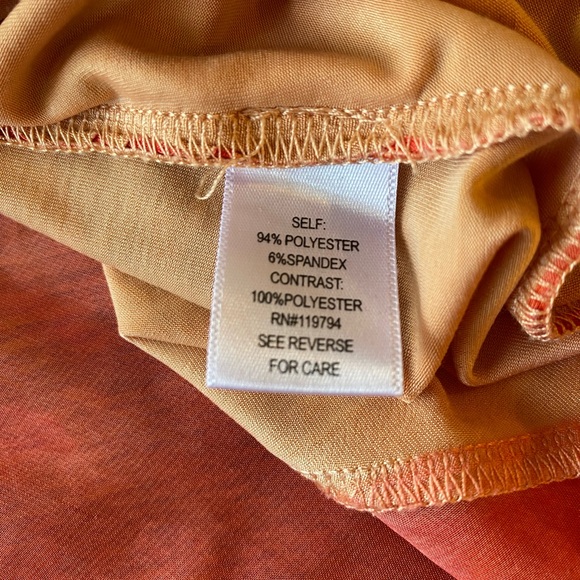 SELF:
94% POLYESTER
6%SPANDEX
CONTRAST:
100%POLYESTER
RN#119794
SEE REVERSE
FOR CARE